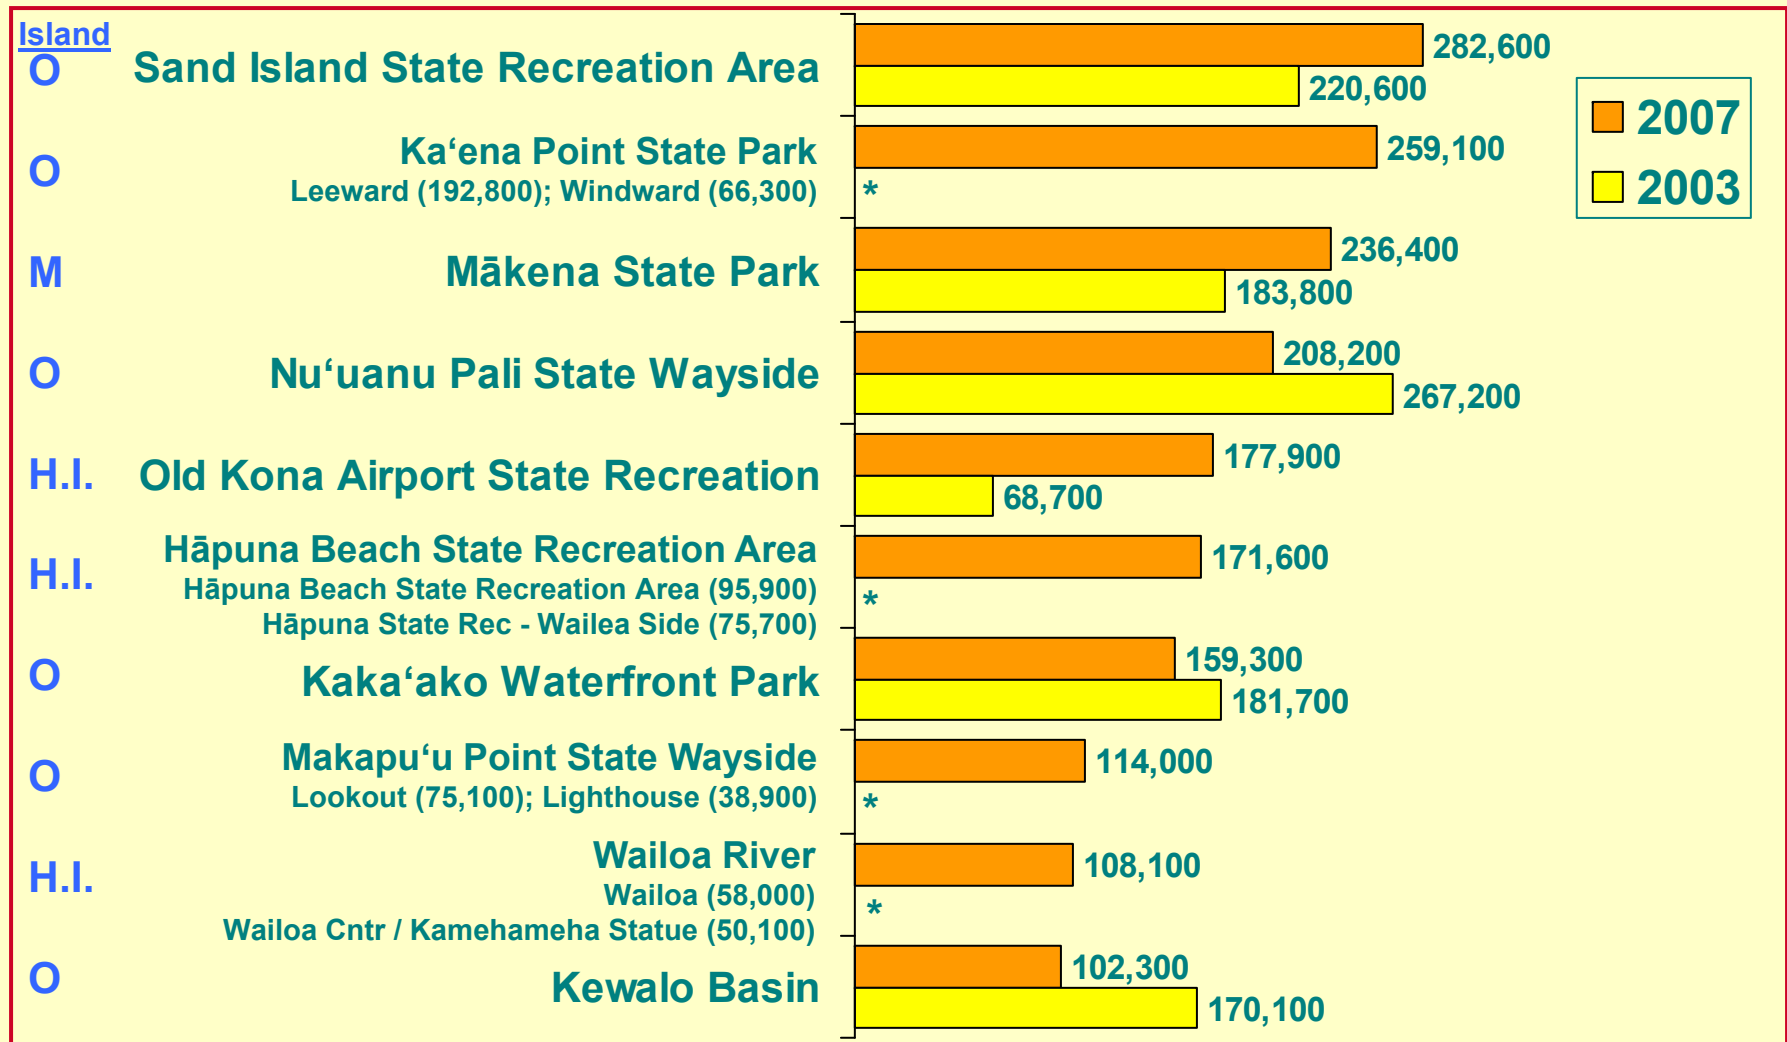 Island
O Sand Island State Recreation Area 282,600
220,600
2007
2003
O Ka‘ena Point State Park 259,100
Leeward (192,800); Windward (66,300) *
M Mākena State Park 236,400
183,800
O Nu‘uanu Pali State Wayside 208,200
267,200
H.I. Old Kona Airport State Recreation 177,900
68,700
H.I. Hāpuna Beach State Recreation Area 171,600
Hāpuna Beach State Recreation Area (95,900) *
Hāpuna State Rec - Wailea Side (75,700)
O Kaka‘ako Waterfront Park 159,300
181,700
O Makapu‘u Point State Wayside 114,000
Lookout (75,100); Lighthouse (38,900) *
H.I. Wailoa River 108,100
Wailoa (58,000) *
Wailoa Cntr / Kamehameha Statue (50,100)
O Kewalo Basin 102,300
170,100